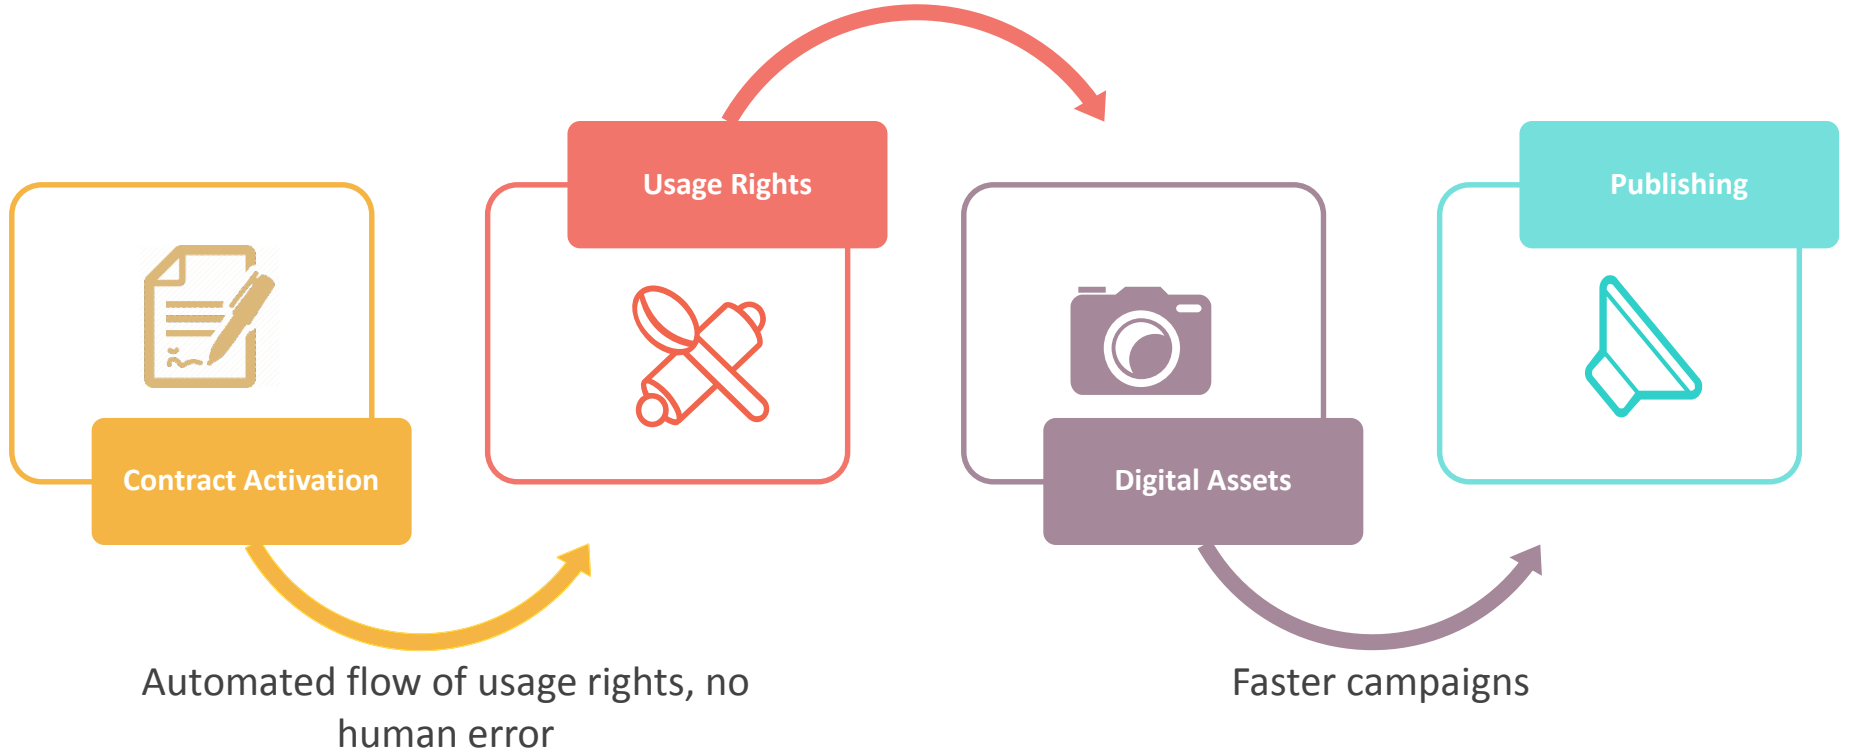 Usage Rights
Publishing
Contract Activation
Digital Assets
Automated flow of usage rights, no
human error
Faster campaigns